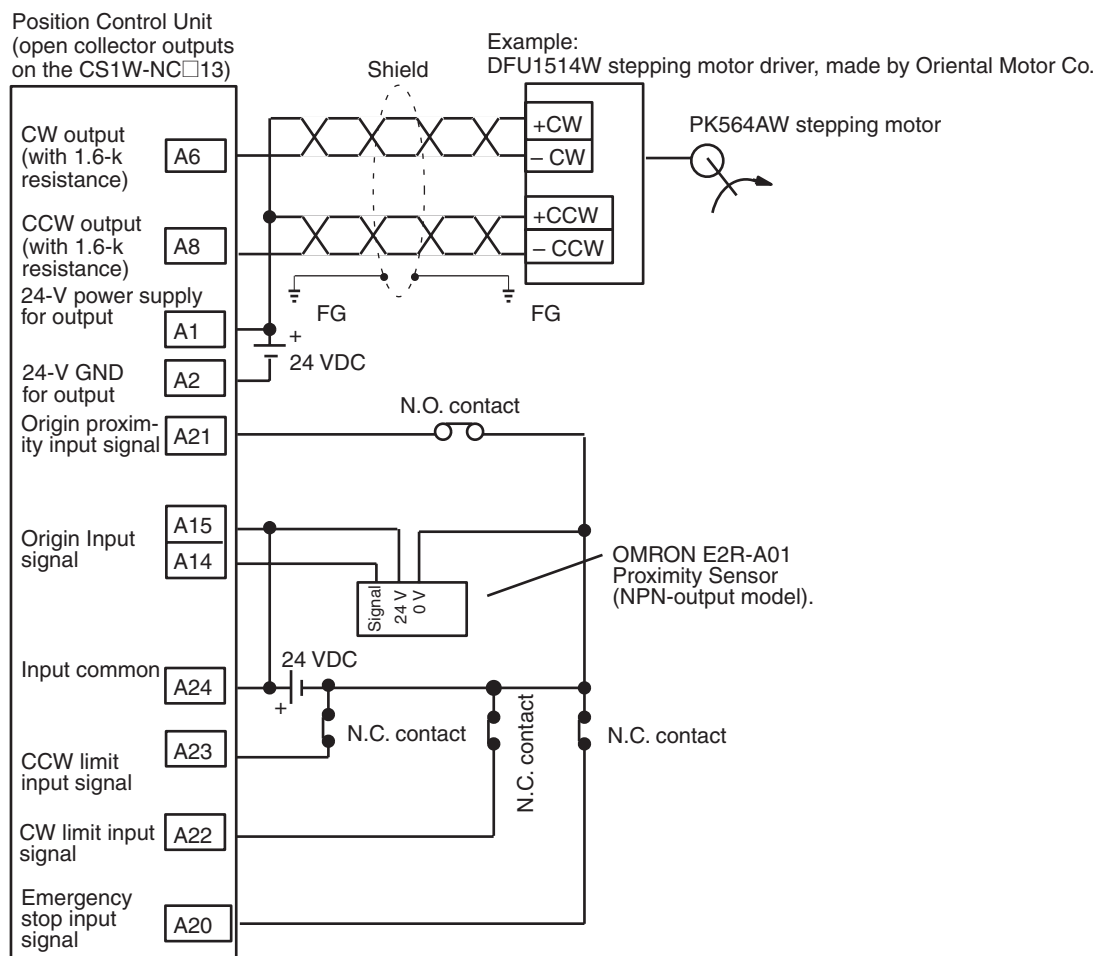 Position Control Unit
(open collector outputs
on the CS1W-NC□13)
Shield
Example:
DFU1514W stepping motor driver, made by Oriental Motor Co.
CW output
(with 1.6-k
resistance)
A6
+CW
– CW
PK564AW stepping motor
CCW output
(with 1.6-k
resistance)
A8
+CCW
– CCW
24-V power supply
for output
A1
FG
FG
+
24 VDC
24-V GND
for output
A2
Origin proxim-
ity input signal
A21
N.O. contact
Origin Input
signal
A15
A14
Signal
24 V
0 V
OMRON E2R-A01
Proximity Sensor
(NPN-output model).
Input common
A24
24 VDC
+
N.C. contact
N.C. contact
N.C. contact
CCW limit
input signal
A23
CW limit input
signal
A22
Emergency
stop input
signal
A20